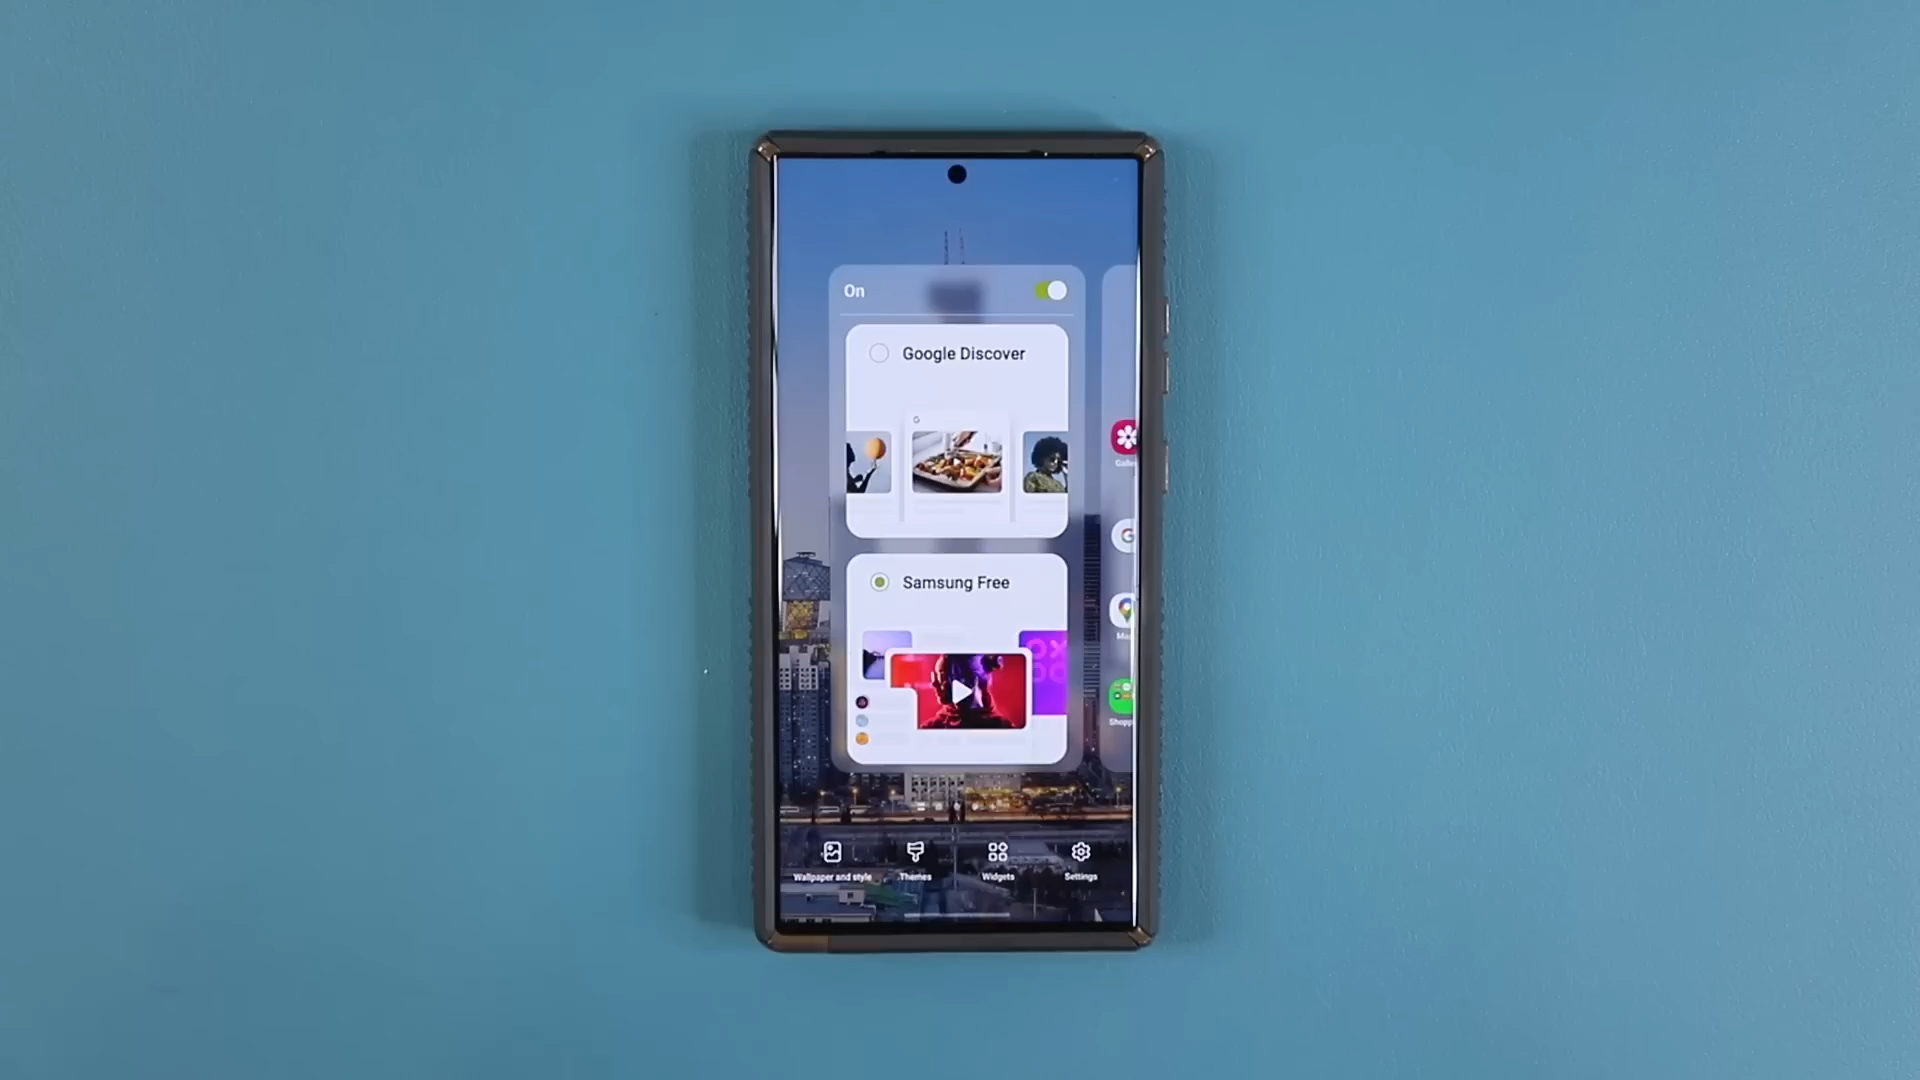 On
Google Discover
Samsung Free
Wallpaper and style
Themes
Widgets
Settings